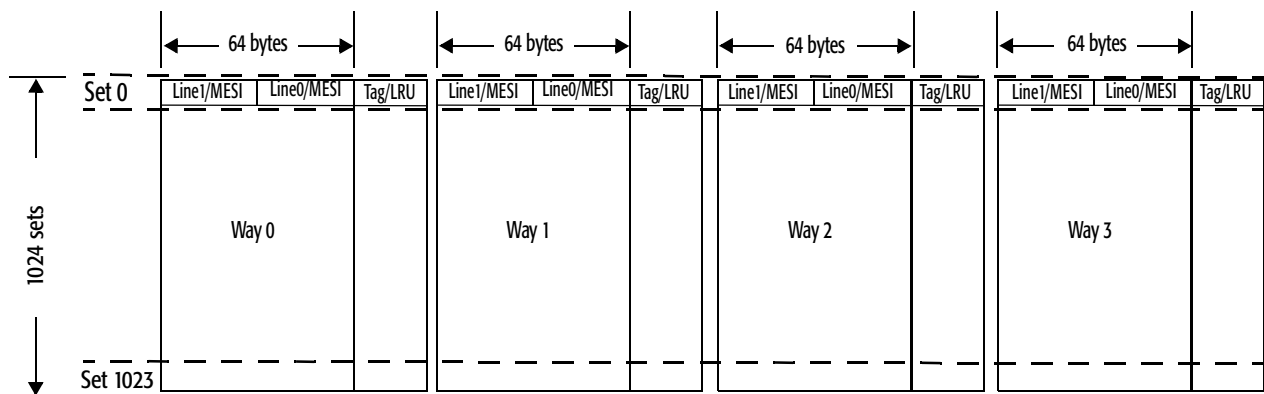 64 bytes 64 bytes 64 bytes 64 bytes
Set 0 Line1/MESI Line0/MESI Tag/LRU Line1/MESI Line0/MESI Tag/LRU Line1/MESI Line0/MESI Tag/LRU Line1/MESI Line0/MESI Tag/LRU
1024 sets
Way 0 Way 1 Way 2 Way 3
Set 1023